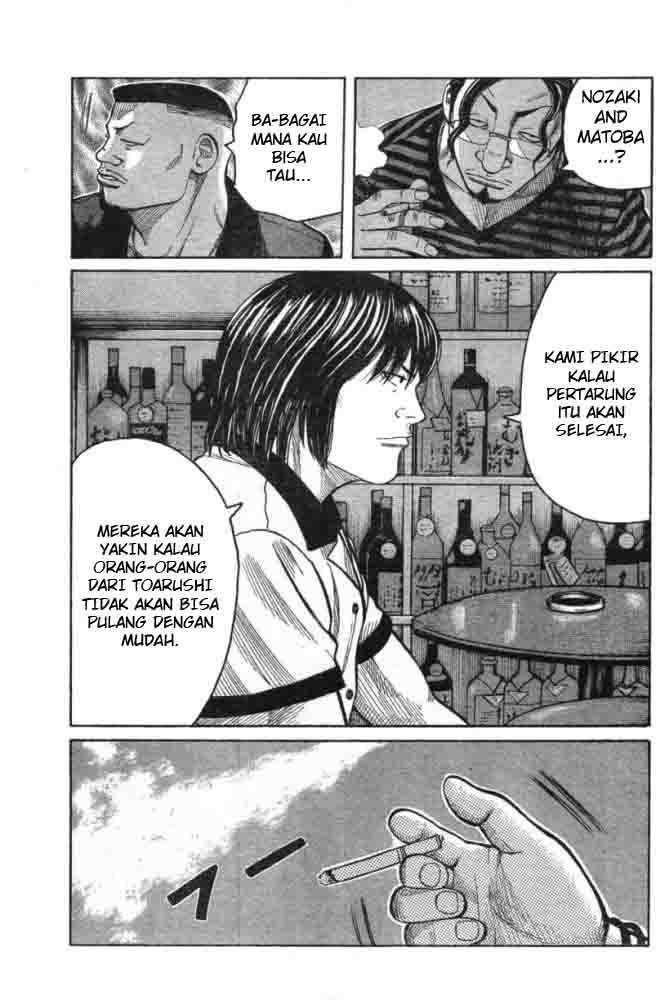 NOZAKI
AND
MATOBA
...?
BA-BAGAI
MANA KAU
BISA
TAU...
KAMI PIKIR
KALAU
PERTARUNG
ITU AKAN
SELESAI,
MEREKA AKAN
YAKIN KALAU
ORANG-ORANG
DARI TOARUSHI
TIDAK AKAN BISA
PULANG DENGAN
MUDAH.